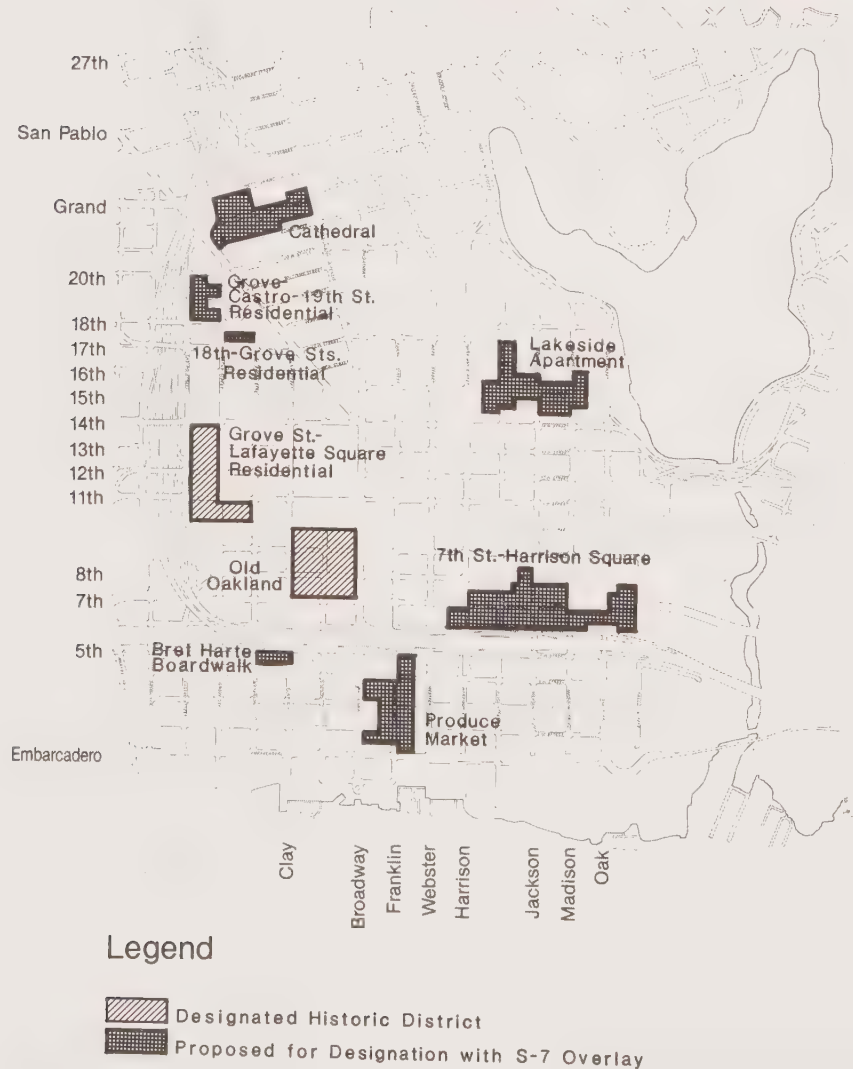 27th
San Pablo
Grand
Cathedral
20th
Grove-
Castro-19th St.
Residential
18th
17th
18th-Grove Sts.
Residential
Lakeside
Apartment
16th
15th
14th
Grove St.-
Lafayette Square
Residential
13th
12th
11th
7th St.-Harrison Square
Old
Oakland
8th
7th
5th
Bret Harte
Boardwalk
Produce
Market
Embarcadero
Clay
Broadway
Franklin
Webster
Harrison
Jackson
Madison
Oak
Legend
Designated Historic District
Proposed for Designation with S-7 Overlay